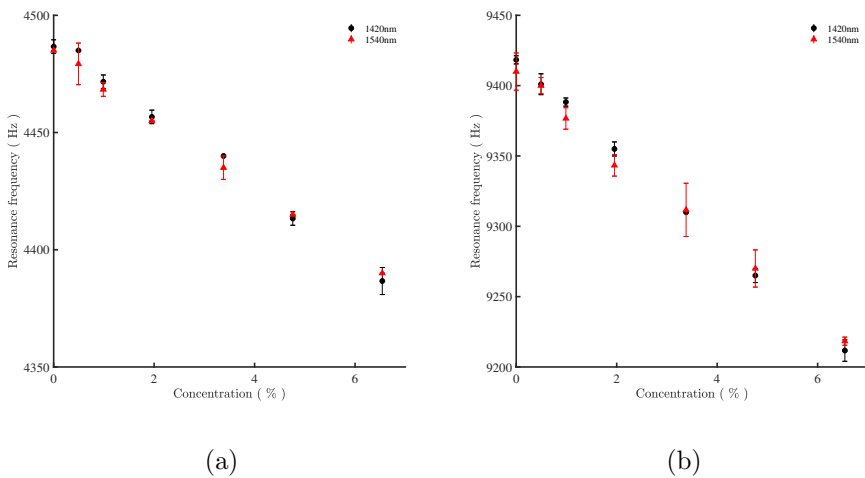 4500
4450
4400
4350
0
2
4
6
Resonance frequency ( Hz )
Concentration ( % )
1420nm
1540nm
(a)
9450
9400
9350
9300
9250
9200
0
2
4
6
Resonance frequency ( Hz )
Concentration ( % )
1420nm
1540nm
(b)